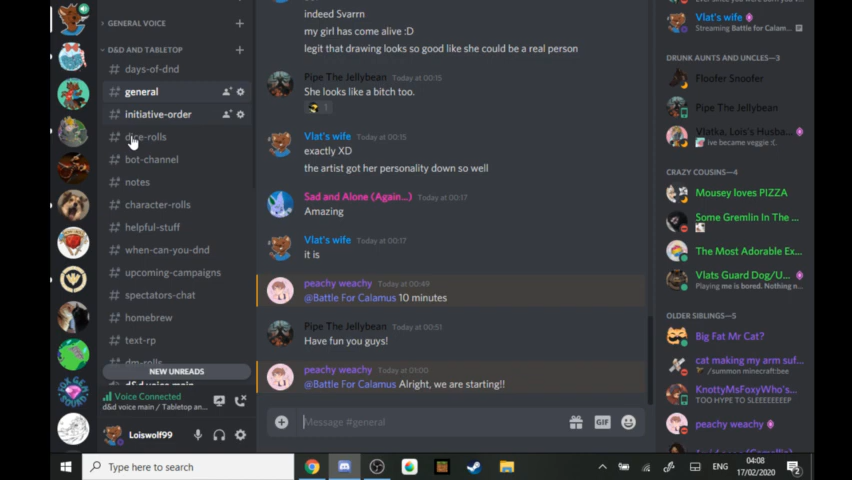 GENERAL VOICE
D&D AND TABLETOP
days-of-dnd
general
initiative-order
dice-rolls
bot-channel
notes
character-rolls
helpful-stuff
when-can-you-dnd
upcoming-campaigns
spectators-chat
homebrew
text-rp
dm-rolls
NEW UNREADS
d&d voice main
Voice Connected
d&d voice main / Tabletop an...
Loiswolf99
indeed Svarrn
my girl has come alive :D
legit that drawing looks so good like she could be a real person
Pipe The Jellybean Today at 00:15
She looks like a bitch too.
1
Vlat's wife Today at 00:15
exactly XD
the artist got her personality down so well
Sad and Alone (Again...) Today at 00:17
Amazing
Vlat's wife Today at 00:17
it is
peachy weachy Today at 00:49
@Battle For Calamus 10 minutes
Pipe The Jellybean Today at 00:51
Have fun you guys!
peachy weachy Today at 01:00
@Battle For Calamus Alright, we are starting!!
Message #general
GIF
Vlat's wife
Streaming Battle for Calam...
DRUNK AUNTS AND UNCLES—3
Floofer Snoofer
Pipe The Jellybean
Vlatka, Lois's Husba...
ive became veggie :(.
CRAZY COUSINS—4
Mousey loves PIZZA
Some Gremlin In The ...
The Most Adorable Ex...
Vlats Guard Dog/U...
Playing me is bored. Nothing n...
OLDER SIBLINGS—5
Big Fat Mr Cat?
cat making my arm suf...
/summon minecraft:bee
KnottyMsFoxyWho's...
TOO HYPE TO SLEEEEEEEP
peachy weachy
Type here to search
ENG
04:08
17/02/2020
2